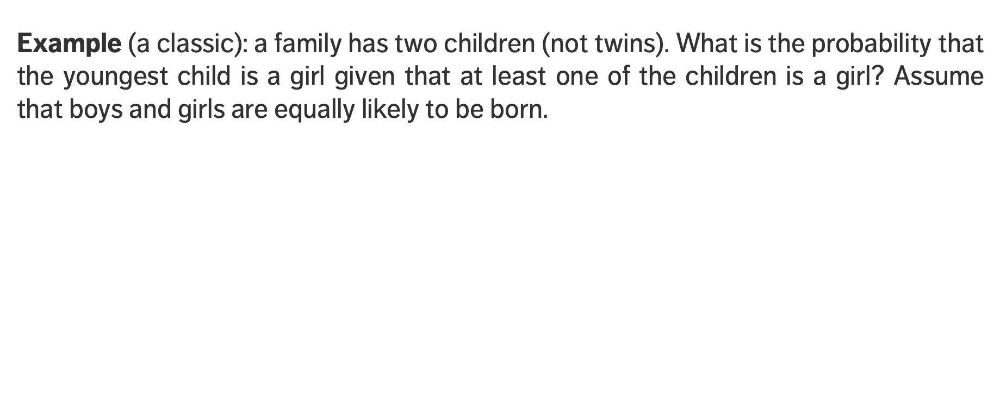 Example (a classic): a family has two children (not twins). What is the probability that
the youngest child is a girl given that at least one of the children is a girl? Assume
that boys and girls are equally likely to be born.